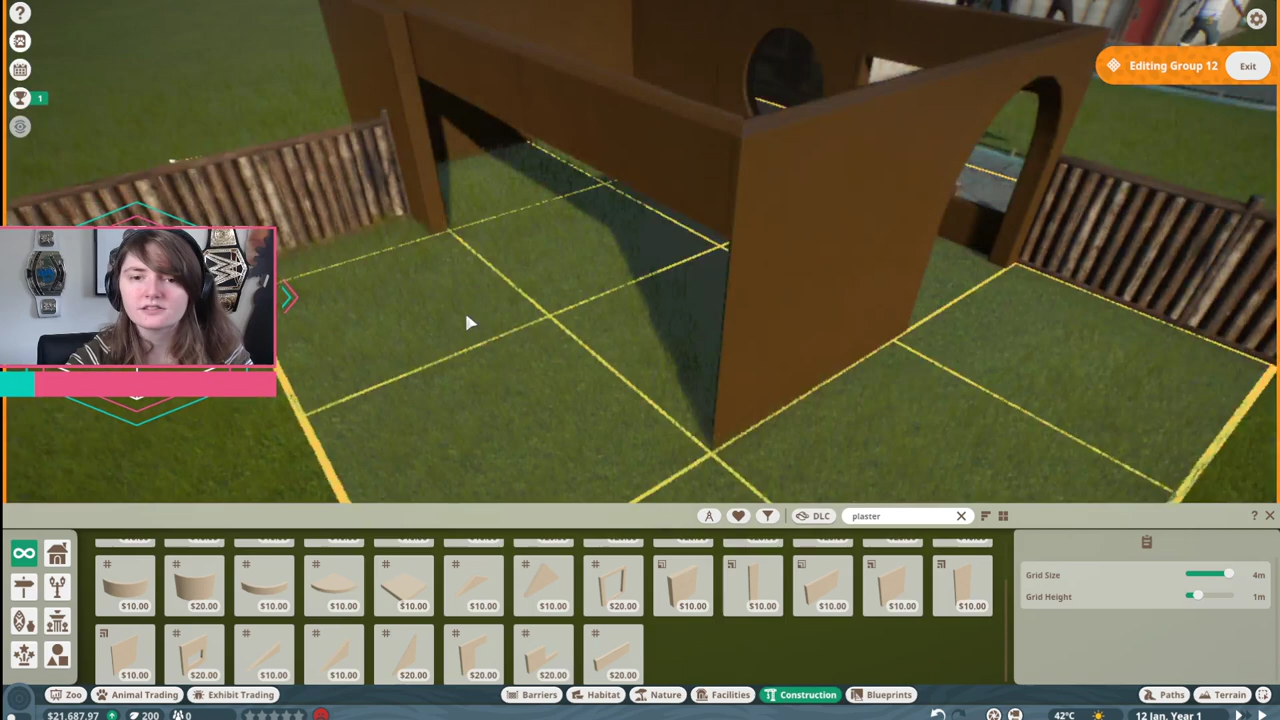 ?
1
Editing Group 12 Exit
DLC plaster
?
Grid Size 4m
Grid Height 1m
$10.00 $20.00 $10.00 $10.00 $10.00 $10.00 $10.00 $20.00 $10.00 $10.00 $10.00 $10.00 $10.00
$10.00 $20.00 $10.00 $10.00 $20.00 $10.00 $20.00 $20.00
Zoo Animal Trading Exhibit Trading Barriers Habitat Nature Facilities Construction Blueprints Paths Terrain
$21,687.97 200 0 42°C 12 Jan, Year 1